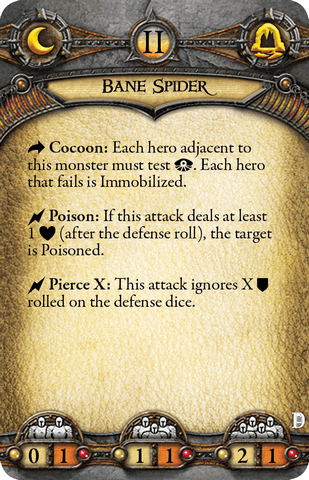 II
BANE SPIDER
Cocoon: Each hero adjacent to
this monster must test . Each hero
that fails is Immobilized.
Poison: If this attack deals at least
1 (after the defense roll), the target
is Poisoned.
Pierce X: This attack ignores X
rolled on the defense dice.
0 1 1 1 2 1